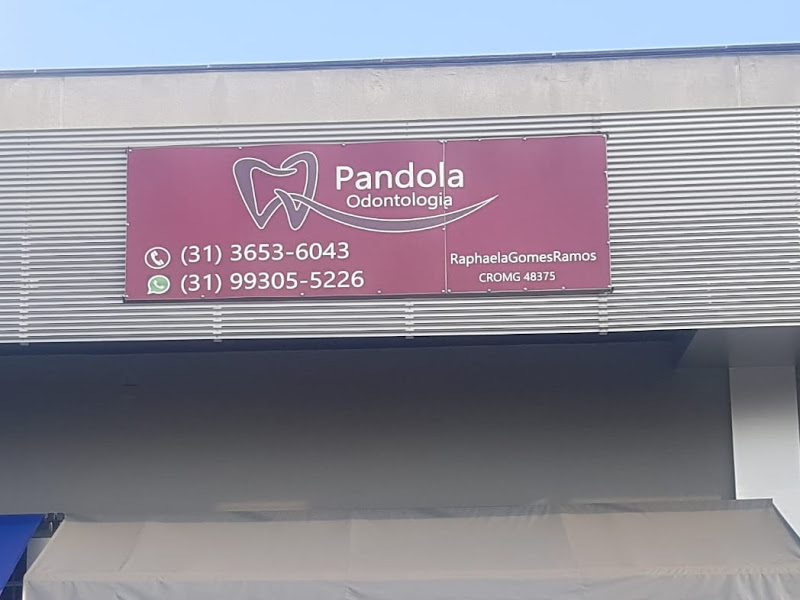 Pandola
Odontologia
(31) 3653-6043
(31) 99305-5226
RaphaelaGomesRamos
CROMG 48375